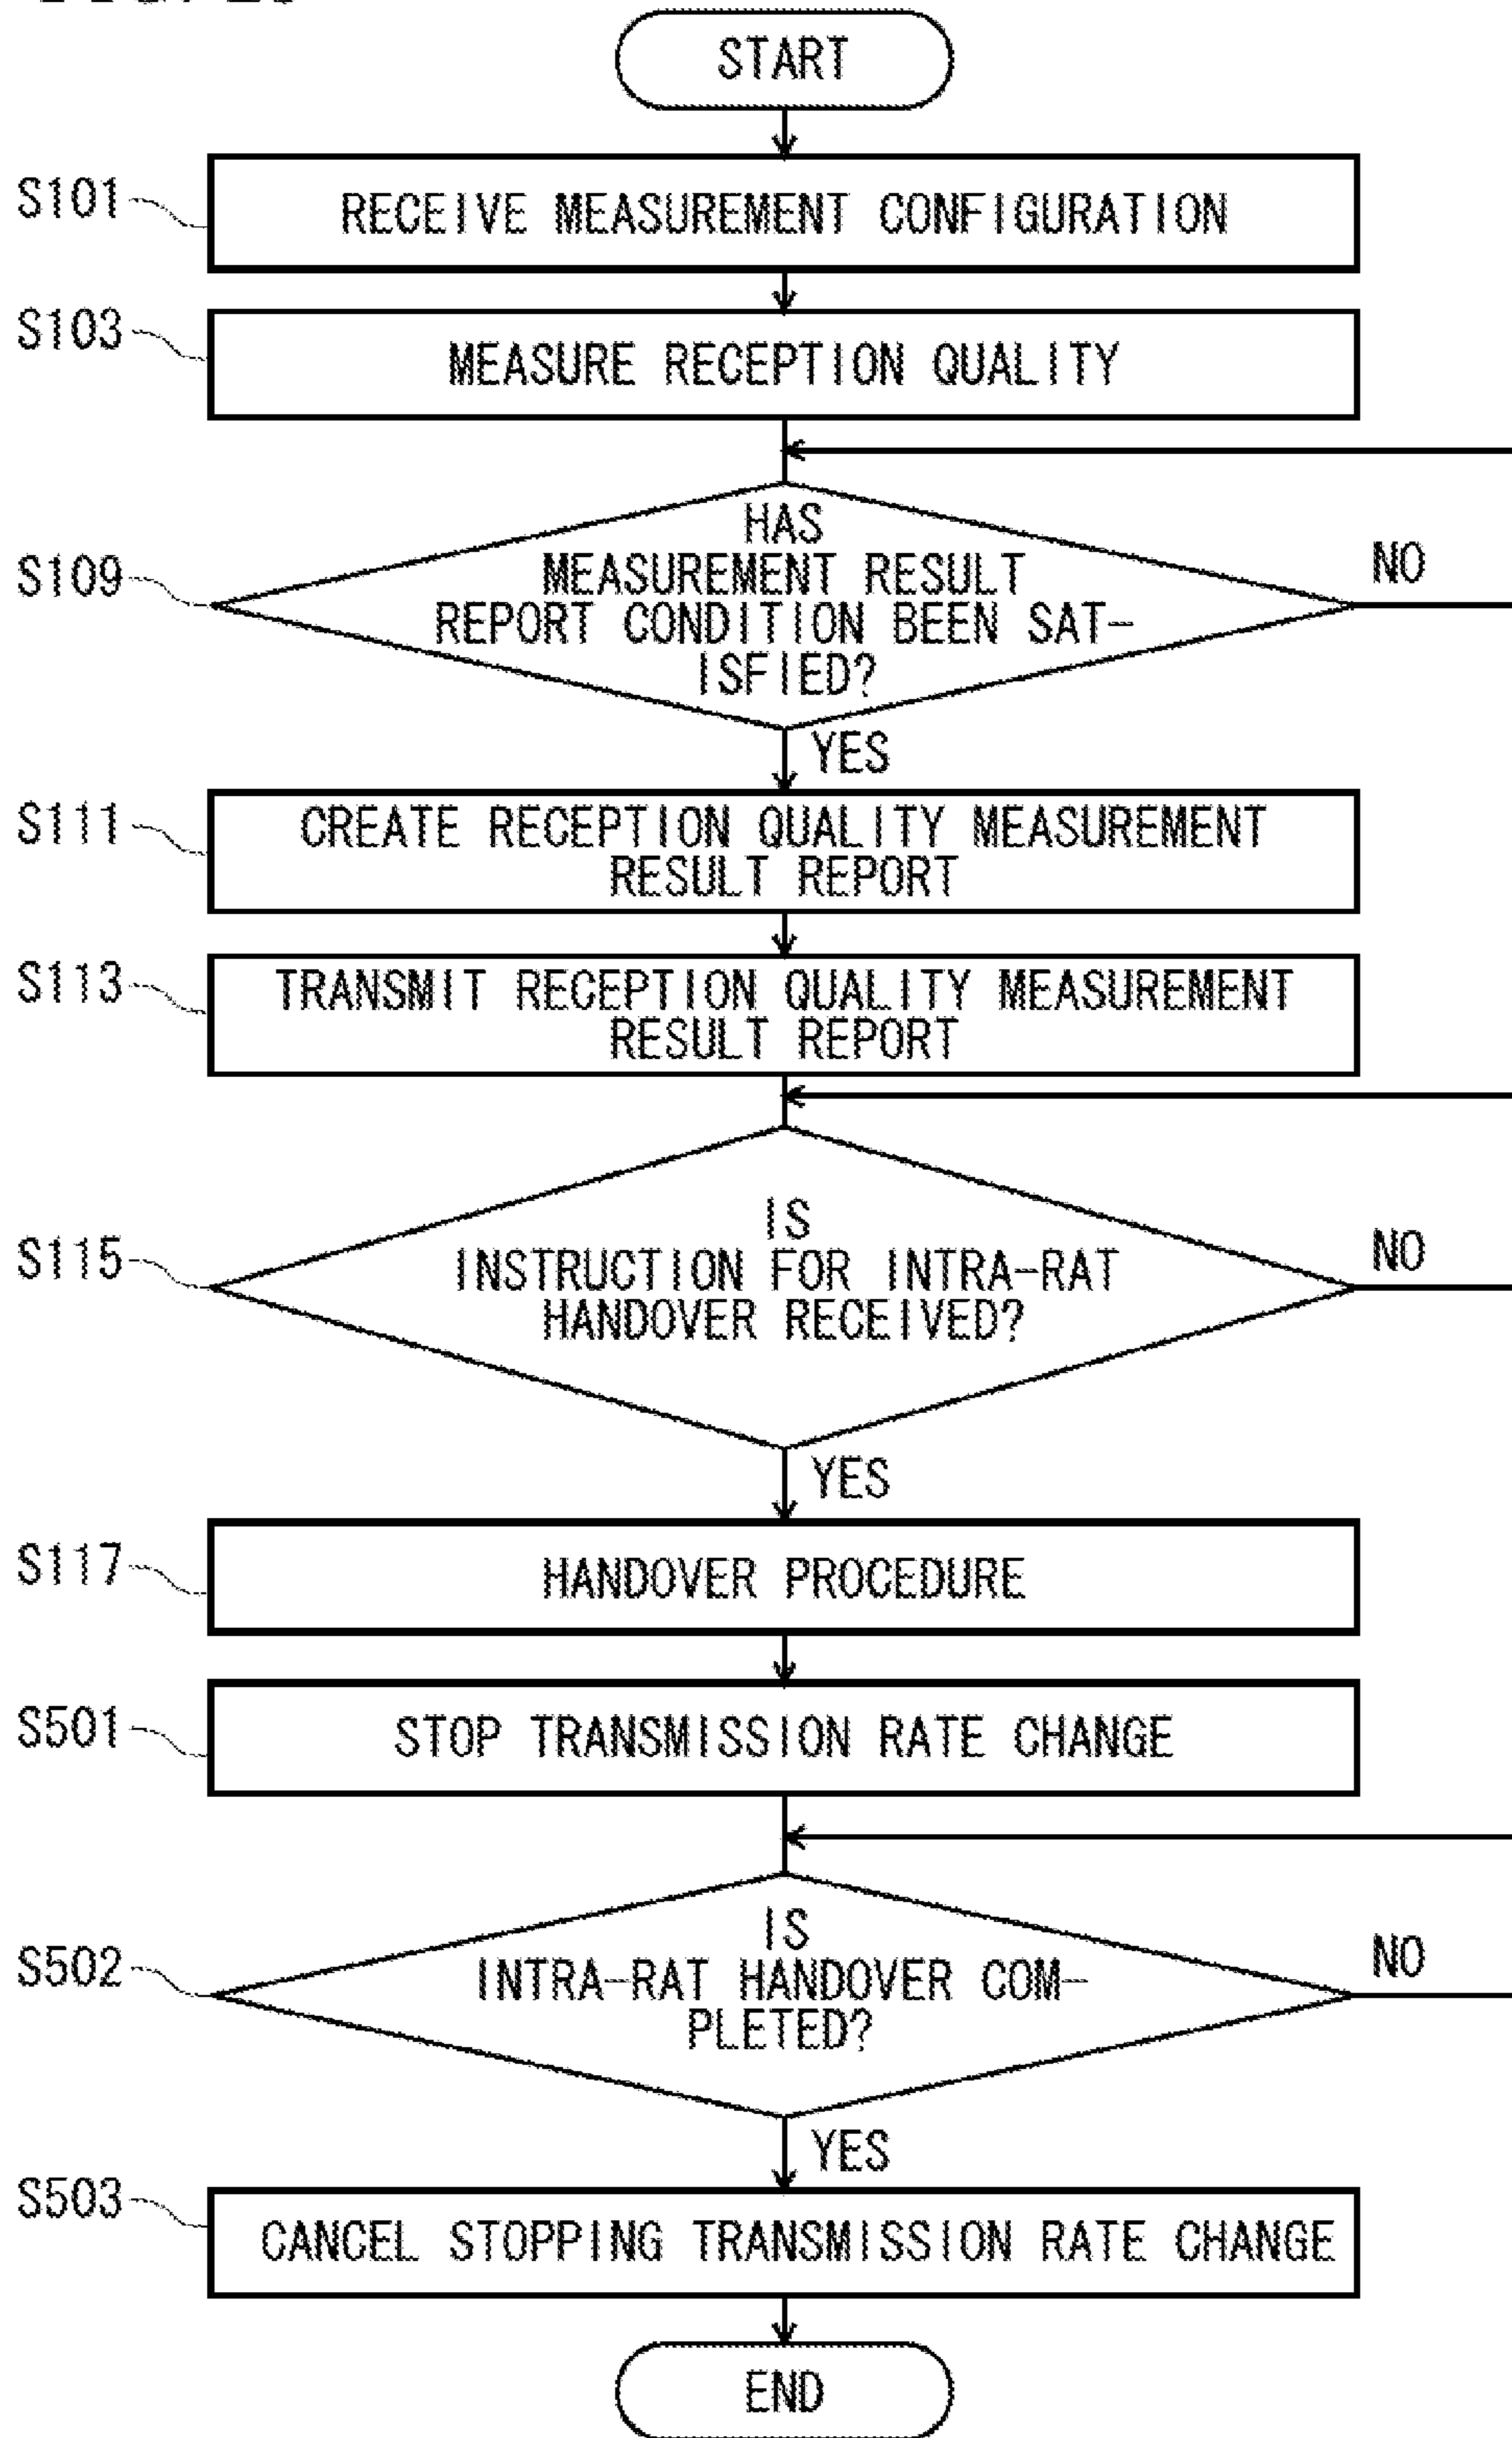 START
S101
RECEIVE MEASUREMENT CONFIGURATION
S103
MEASURE RECEPTION QUALITY
S109
HAS
MEASUREMENT RESULT
REPORT CONDITION BEEN SAT-
ISFIED?
NO
YES
S111
CREATE RECEPTION QUALITY MEASUREMENT
RESULT REPORT
S113
TRANSMIT RECEPTION QUALITY MEASUREMENT
RESULT REPORT
S115
IS
INSTRUCTION FOR INTRA-RAT
HANDOVER RECEIVED?
NO
YES
S117
HANDOVER PROCEDURE
S501
STOP TRANSMISSION RATE CHANGE
S502
IS
INTRA-RAT HANDOVER COM-
PLETED?
NO
YES
S503
CANCEL STOPPING TRANSMISSION RATE CHANGE
END